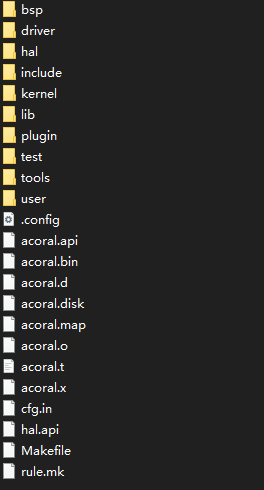 bsp
driver
hal
include
kernel
lib
plugin
test
tools
user
.config
acoral.api
acoral.bin
acoral.d
acoral.disk
acoral.map
acoral.o
acoral.t
acoral.x
cfg.in
hal.api
Makefile
rule.mk